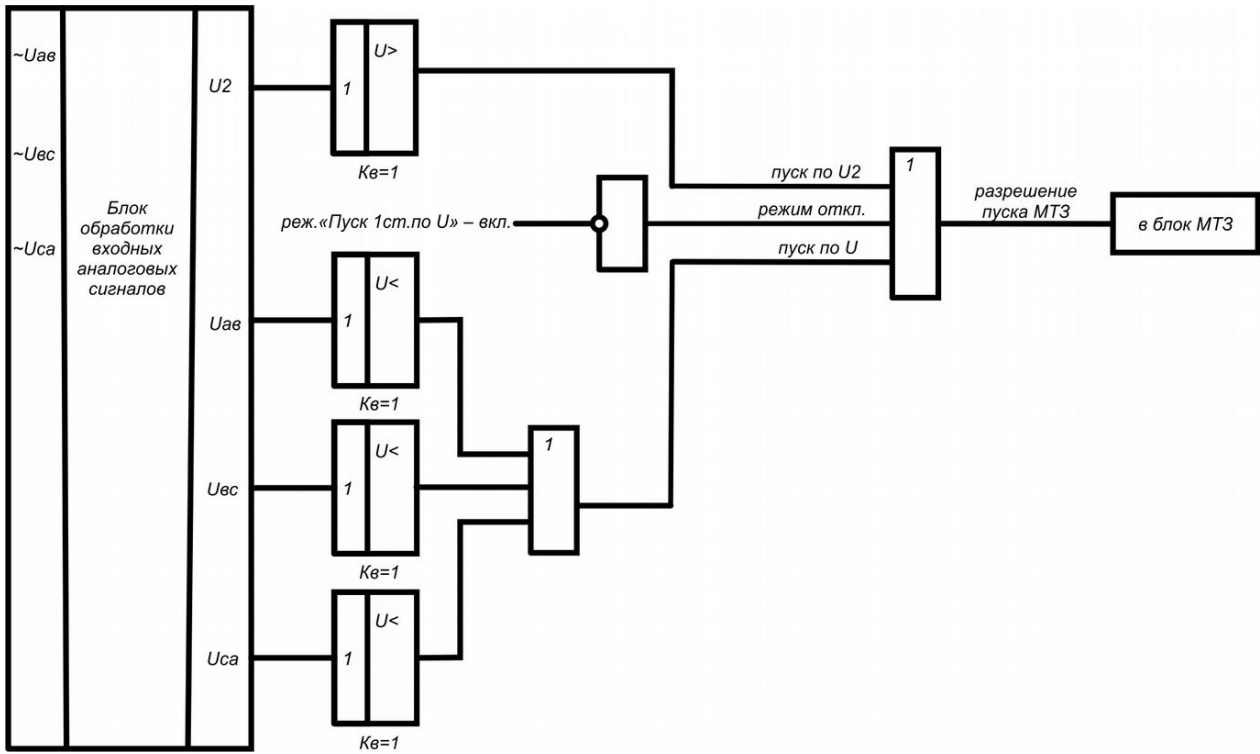 ~Uав
~Uвс
~Uса
Блок
обработки
входных
аналоговых
сигналов
U2
Uав
Uвс
Uса
1
U>
Кв=1
реж.«Пуск 1ст.по U» – вкл.
1
U<
Кв=1
1
U<
Кв=1
1
U<
Кв=1
1
пуск по U2
режим откл.
пуск по U
1
разрешение
пуска МТЗ
в блок МТЗ